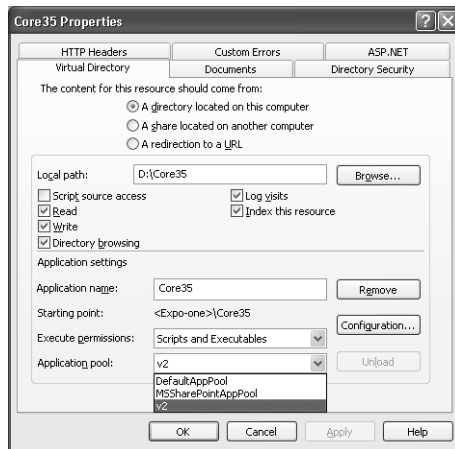 Core35 Properties
HTTP Headers Custom Errors ASP.NET
Virtual Directory Documents Directory Security
The content for this resource should come from:
A directory located on this computer
A share located on another computer
A redirection to a URL
Local path: D:\Core35 Browse...
Script source access Log visits
Read Index this resource
Write
Directory browsing
Application settings
Application name: Core35 Remove
Starting point: <Expo-one>\Core35
Configuration...
Execute permissions: Scripts and Executables
Application pool: v2 Unload
DefaultAppPool
MSSharePointAppPool
v2
OK Cancel Apply Help